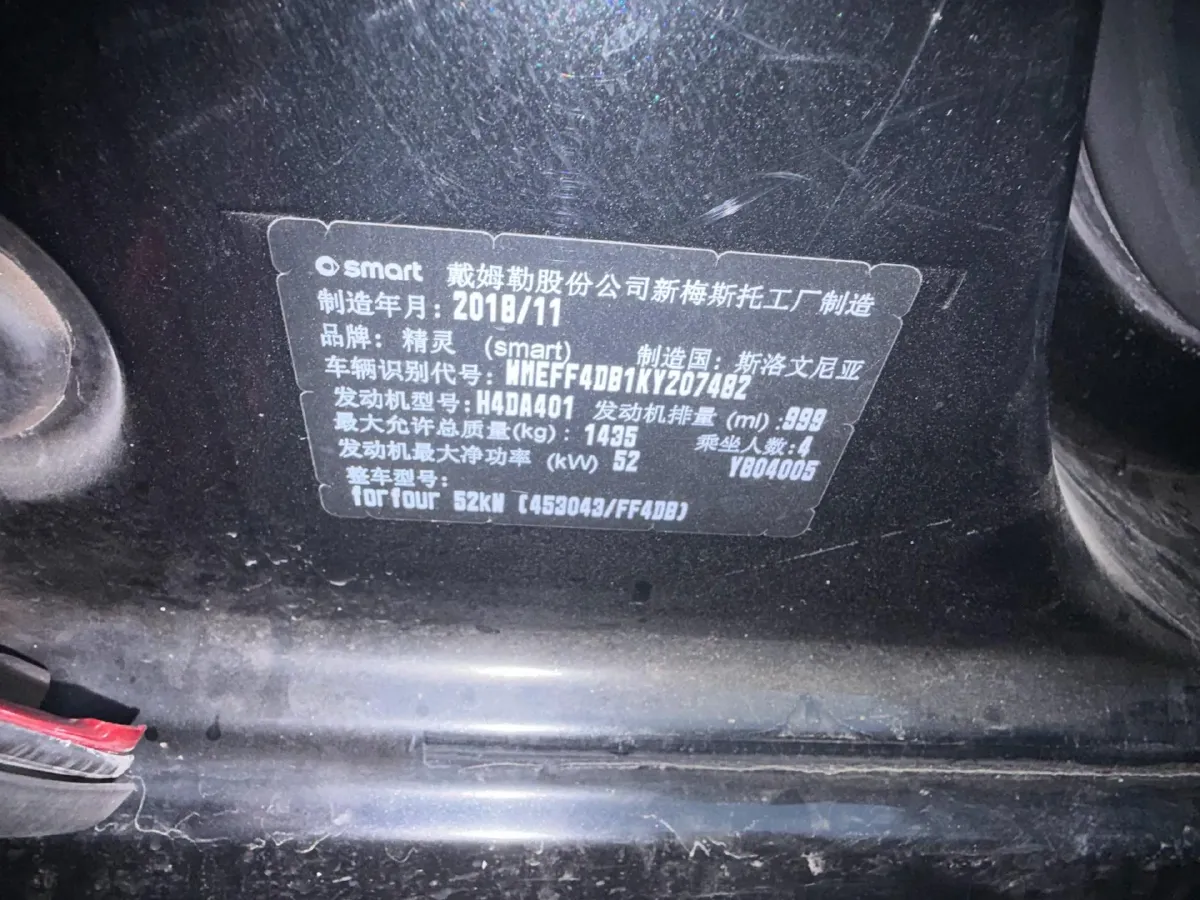 smart 戴姆勒股份公司新梅斯托工厂制造
制造年月: 2018/11
品牌: 精灵 (smart) 制造国: 斯洛文尼亚
车辆识别代号: WMEFF4DB1KY207482
发动机型号: H4DA401 发动机排量 (ml) : 999
最大允许总质量(kg) : 1435 乘坐人数: 4
发动机最大净功率 (kW) 52 YB04005
整车型号:
forfour 52kW (453043/FF4DB)